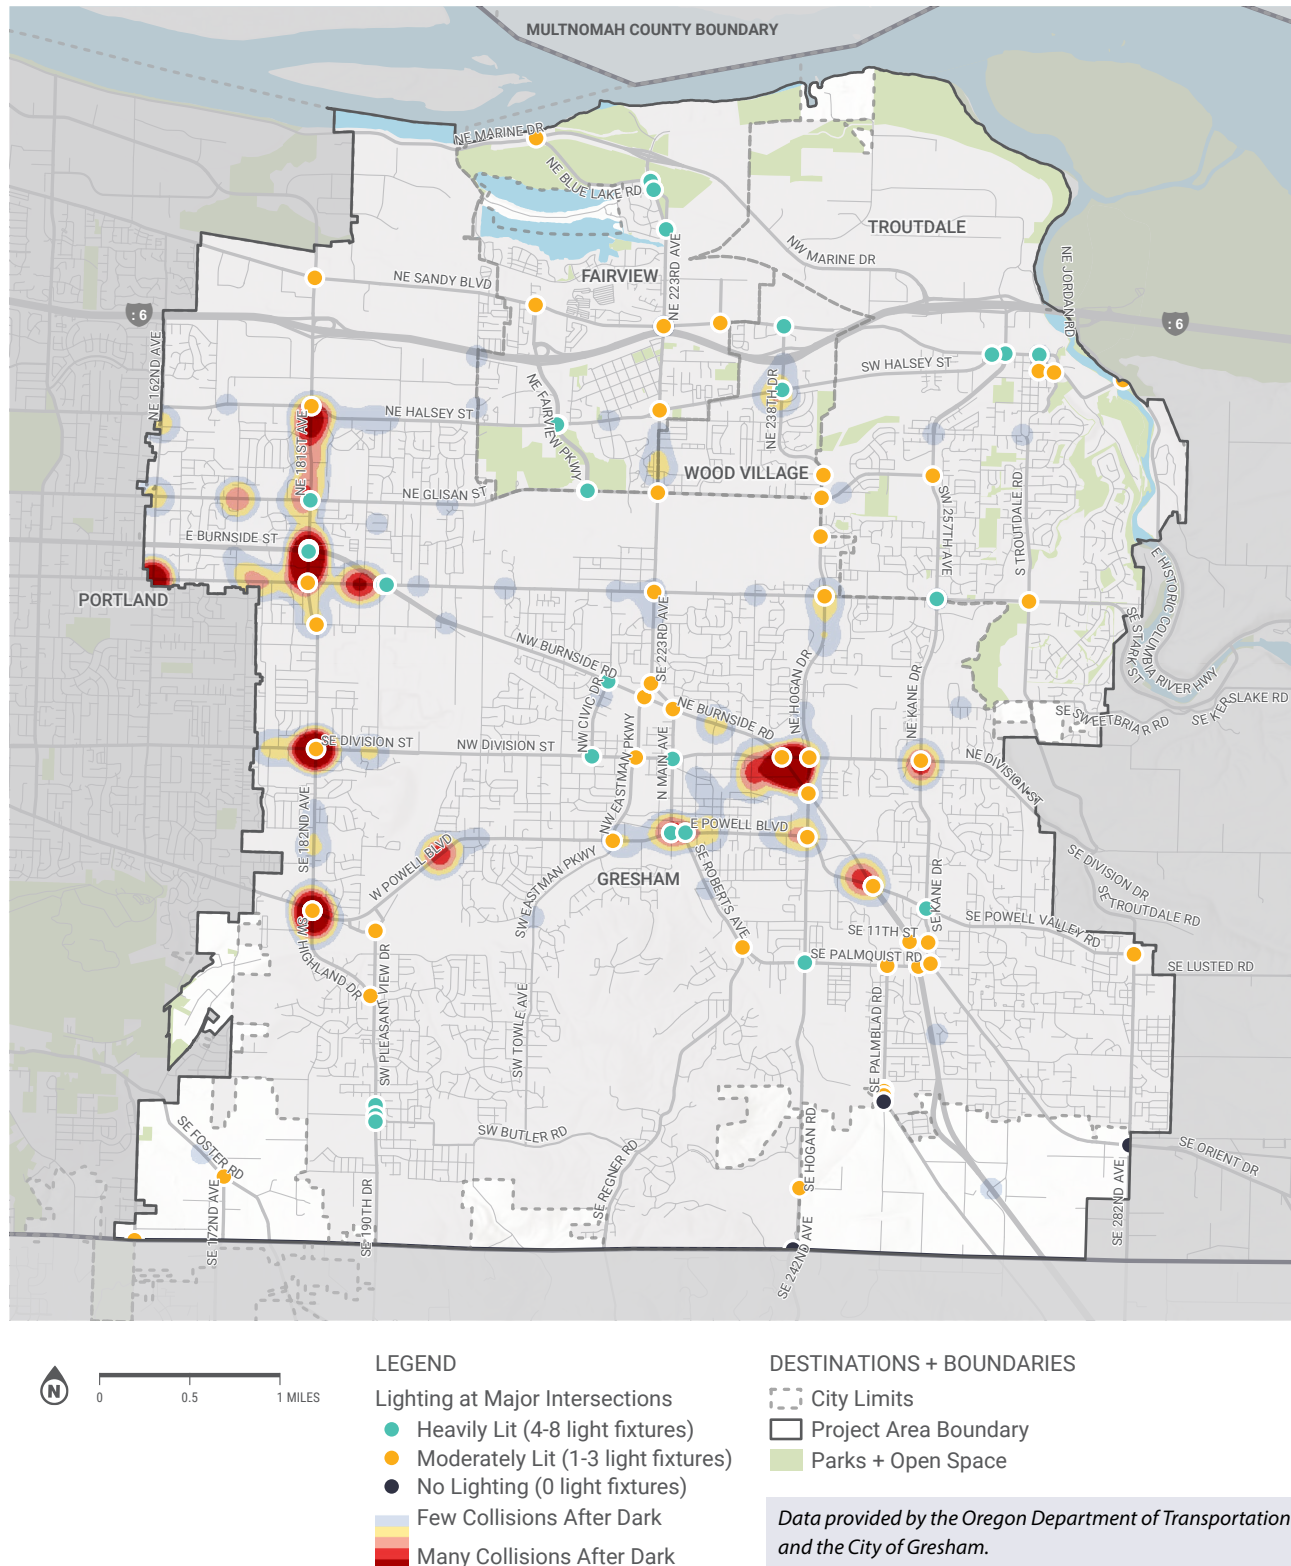 MULTNOMAH COUNTY BOUNDARY
NE MARINE DR
NE BLUE LAKE RD
TROUTDALE
NE 223RD AVE
NW MARINE DR
FAIRVIEW
NE SANDY BLVD
NE JORDAN RD
:6
:6
NE 162ND AVE
SW HALSEY ST
NE 238TH DR
NE FAIRVIEW PKWY
NE HALSEY ST
NE 181ST AVE
WOOD VILLAGE
NE GLISAN ST
SW 257TH AVE
S TROUTDALE RD
E BURNSIDE ST
PORTLAND
E HISTORIC COLUMBIA RIVER HWY
SE STARK ST
SE 223RD AVE
NW BURNSIDE RD
NE HOGAN DR
NE KANE DR
SE SWEETBRIAR RD
SE KERSLAKE RD
NE BURNSIDE RD
NW CIVIC DR
SE DIVISION ST
NW DIVISION ST
NW EASTMAN PKWY
N MAIN AVE
NE DIVISION ST
SE 182ND AVE
E POWELL BLVD
W POWELL BLVD
SE DIVISION DR
SE TROUTDALE RD
SW EASTMAN PKWY
GRESHAM
SE ROBERTS AVE
SE KANE DR
SE POWELL VALLEY RD
SE 11TH ST
SE PALMQUIST RD
SE LUSTED RD
SW HIGHLAND DR
SW PLEASANT VIEW DR
SW TOWLE AVE
SE PALMBLAD RD
SE FOSTER RD
SW BUTLER RD
SE REGNER RD
SE HOGAN RD
SE ORIENT DR
SE 172ND AVE
SE 190TH DR
SE 242ND AVE
SE 282ND AVE
N
0
0.5
1 MILES
LEGEND
Lighting at Major Intersections
Heavily Lit (4-8 light fixtures)
Moderately Lit (1-3 light fixtures)
No Lighting (0 light fixtures)
Few Collisions After Dark
Many Collisions After Dark
DESTINATIONS + BOUNDARIES
City Limits
Project Area Boundary
Parks + Open Space
Data provided by the Oregon Department of Transportation
and the City of Gresham.